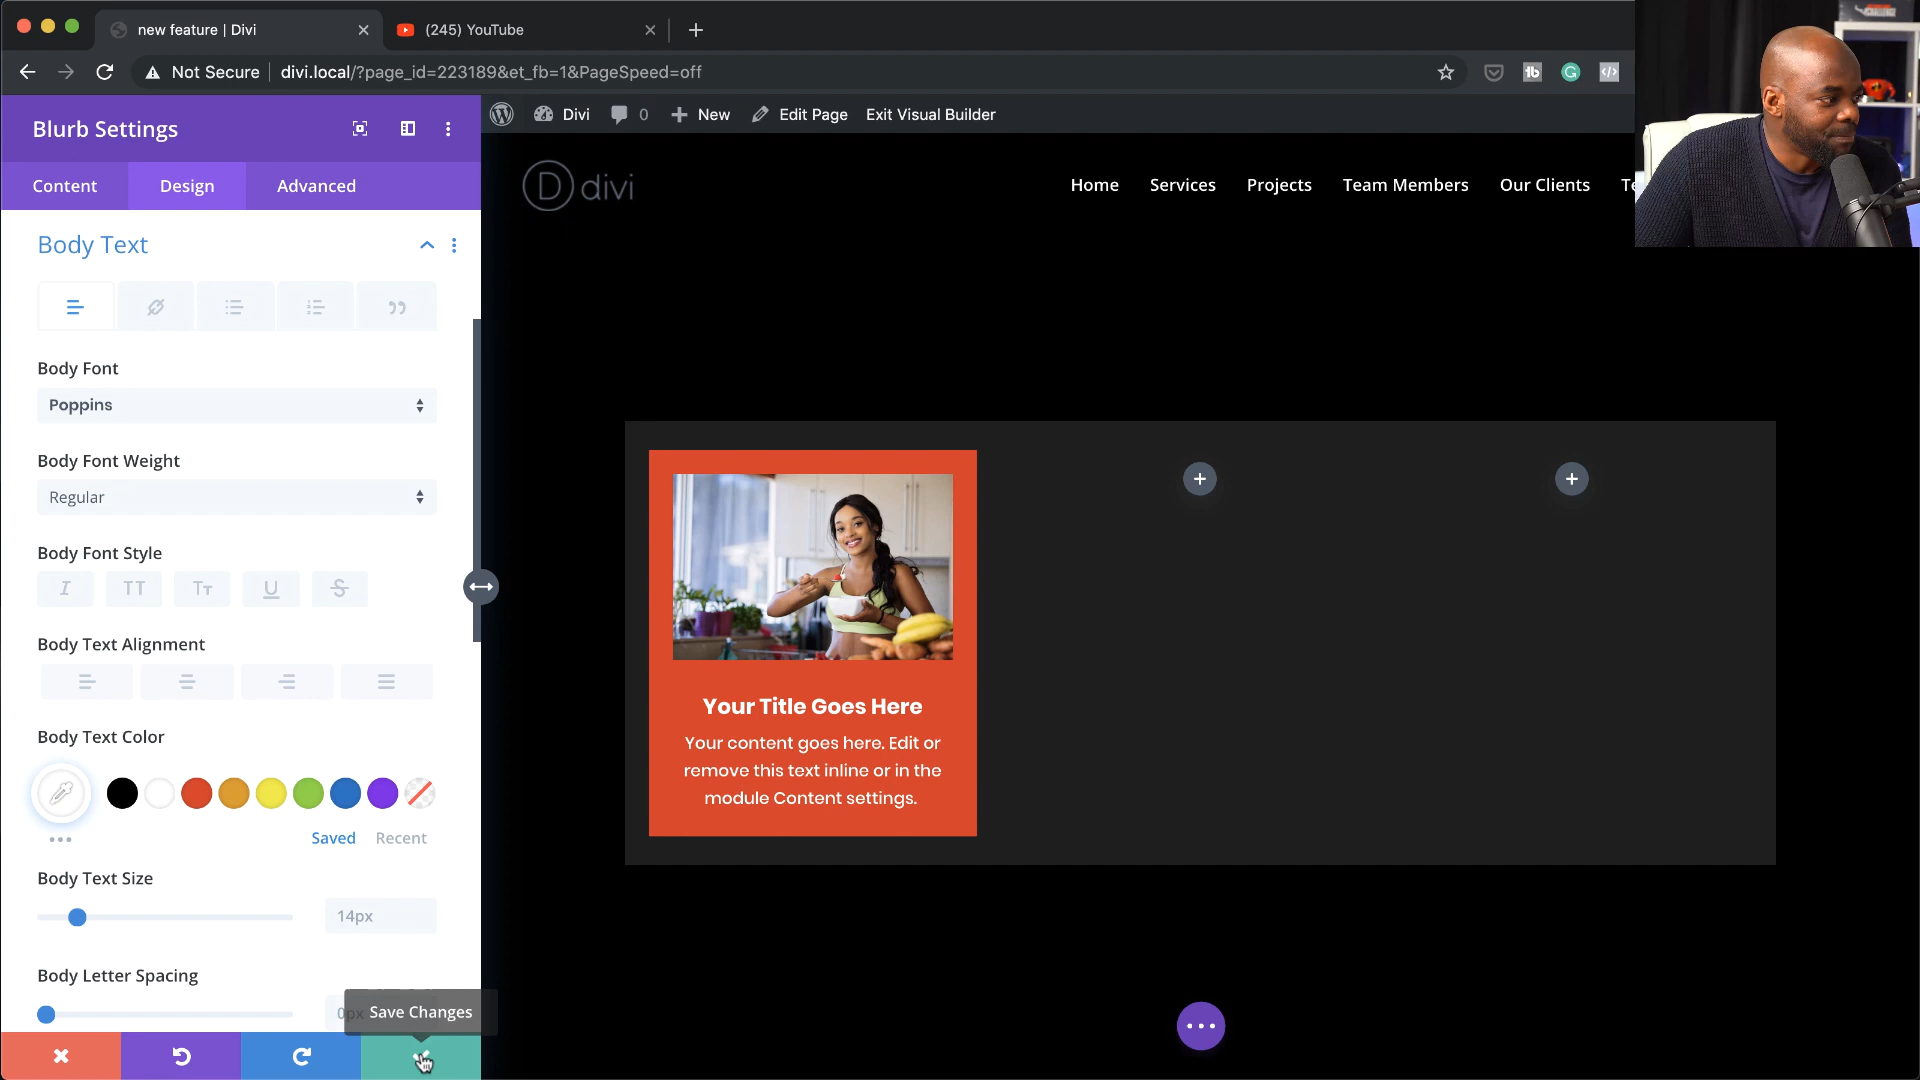 new feature | Divi
(245) YouTube
Not Secure
divi.local/?page_id=223189&et_fb=1&PageSpeed=off
tb
G
</>
Blurb Settings
Divi
0
New
Edit Page
Exit Visual Builder
Content
Design
Advanced
D divi
Home
Services
Projects
Team Members
Our Clients
Te
Body Text
Body Font
Poppins
Body Font Weight
Regular
Body Font Style
I
TT
Tt
U
S
Body Text Alignment
Body Text Color
Saved
Recent
Body Text Size
14px
Body Letter Spacing
0px
Save Changes
Your Title Goes Here
Your content goes here. Edit or
remove this text inline or in the
module Content settings.